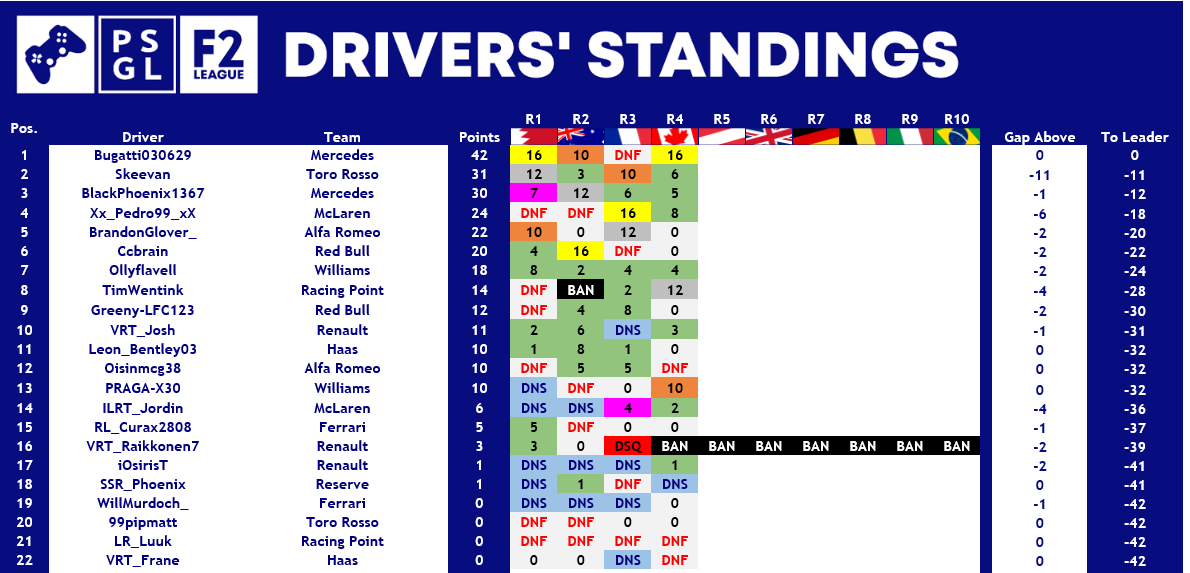 PS
GL
F2
LEAGUE
DRIVERS' STANDINGS
Pos. Driver Team Points R1 R2 R3 R4 R5 R6 R7 R8 R9 R10 Gap Above To Leader
1 Bugatti030629 Mercedes 42 16 10 DNF 16 0 0
2 Skeevan Toro Rosso 31 12 3 10 6 -11 -11
3 BlackPhoenix1367 Mercedes 30 7 12 6 5 -1 -12
4 Xx_Pedro99_xX McLaren 24 DNF DNF 16 8 -6 -18
5 BrandonGlover_ Alfa Romeo 22 10 0 12 0 -2 -20
6 Ccbrain Red Bull 20 4 16 DNF 0 -2 -22
7 Ollyflavell Williams 18 8 2 4 4 -2 -24
8 TimWentink Racing Point 14 DNF BAN 2 12 -4 -28
9 Greeny-LFC123 Red Bull 12 DNF 4 8 0 -2 -30
10 VRT_Josh Renault 11 2 6 DNS 3 -1 -31
11 Leon_Bentley03 Haas 10 1 8 1 0 0 -32
12 Oisinmcg38 Alfa Romeo 10 DNF 5 5 DNF 0 -32
13 PRAGA-X30 Williams 10 DNS DNF 0 10 0 -32
14 ILRT_Jordin McLaren 6 DNS DNS 4 2 -4 -36
15 RL_Curax2808 Ferrari 5 5 DNF 0 0 -1 -37
16 VRT_Raikkonen7 Renault 3 3 0 DSQ BAN BAN BAN BAN BAN BAN BAN -2 -39
17 iOsirisT Renault 1 DNS DNS DNS 1 -2 -41
18 SSR_Phoenix Reserve 1 DNS 1 DNF DNS 0 -41
19 WillMurdoch_ Ferrari 0 DNS DNS DNS 0 -1 -42
20 99pipmatt Toro Rosso 0 DNF DNF 0 0 0 -42
21 LR_Luuk Racing Point 0 DNF DNF DNF DNF 0 -42
22 VRT_Frane Haas 0 0 0 DNS DNF 0 -42